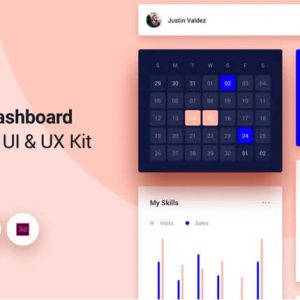 Justin Valdez
S M T W T F S
29 30 31 01 02 03 04
05 06 07 08 09 10 11
12 13 14 15 16 17 18
19 20 21 22 23 24 25
26 27 28 29 30 31
ashboard
UI & UX Kit
Xd
My Skills
Visits Sales